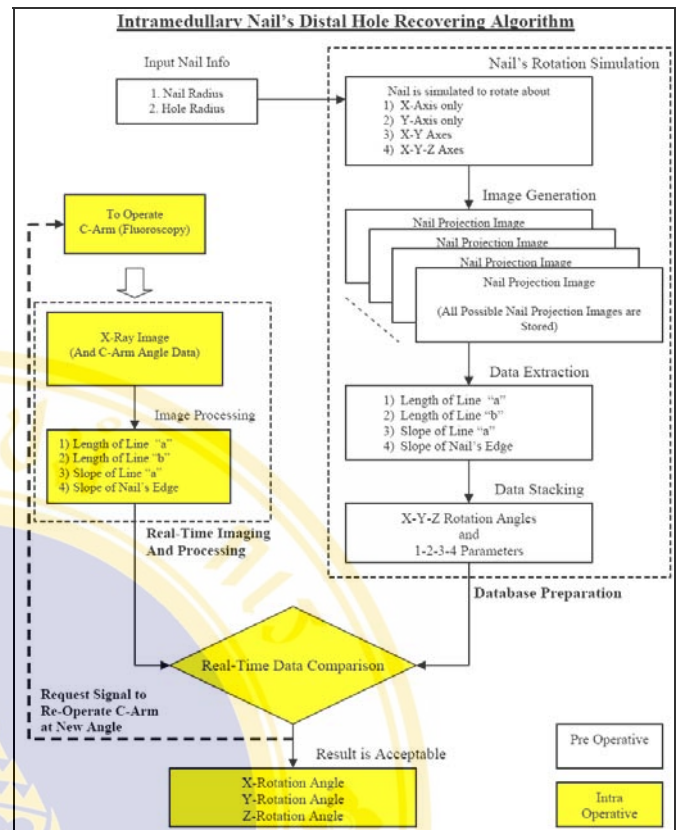 Intramedullary Nail's Distal Hole Recovering Algorithm
Input Nail Info
1. Nail Radius
2. Hole Radius
Nail's Rotation Simulation
Nail is simulated to rotate about
1) X-Axis only
2) Y-Axis only
3) X-Y Axes
4) X-Y-Z Axes
Image Generation
Nail Projection Image
Nail Projection Image
Nail Projection Image
Nail Projection Image
(All Possible Nail Projection Images are
Stored)
Data Extraction
1) Length of Line "a"
2) Length of Line "b"
3) Slope of Line "a"
4) Slope of Nail's Edge
Data Stacking
X-Y-Z Rotation Angles
and
1-2-3-4 Parameters
Database Preparation
To Operate
C-Arm (Fluoroscopy)
X-Ray Image
(And C-Arm Angle Data)
Image Processing
1) Length of Line "a"
2) Length of Line "b"
3) Slope of Line "a"
4) Slope of Nail's Edge
Real-Time Imaging
And Processing
Real-Time Data Comparison
Request Signal to
Re-Operate C-Arm
at New Angle
Result is Acceptable
X-Rotation Angle
Y-Rotation Angle
Z-Rotation Angle
Pre Operative
Intra
Operative